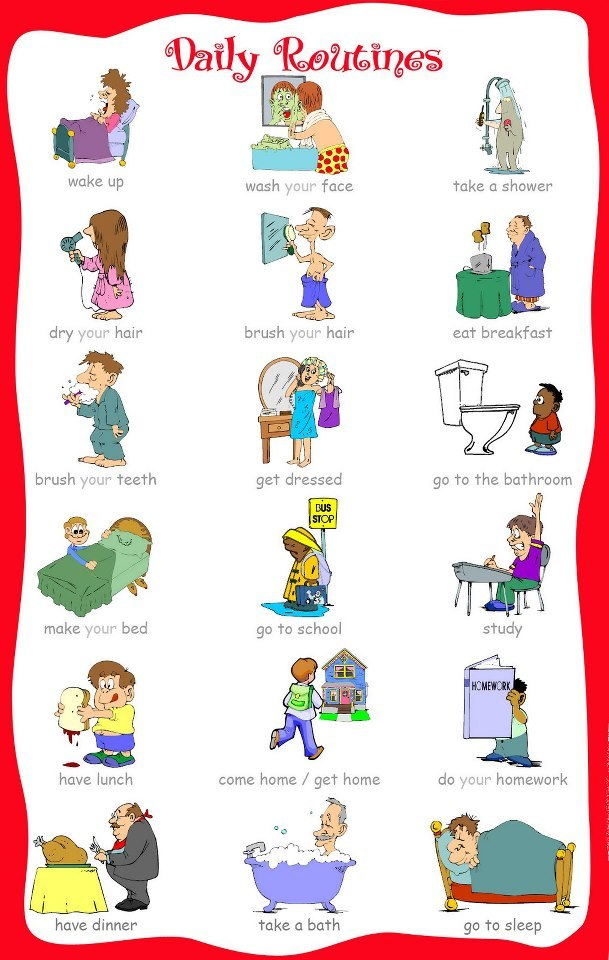 Daily Routines
wake up
wash your face
take a shower
dry your hair
brush your hair
eat breakfast
brush your teeth
get dressed
go to the bathroom
BUS
STOP
make your bed
go to school
study
HOMEWORK
have lunch
come home / get home
do your homework
have dinner
take a bath
go to sleep